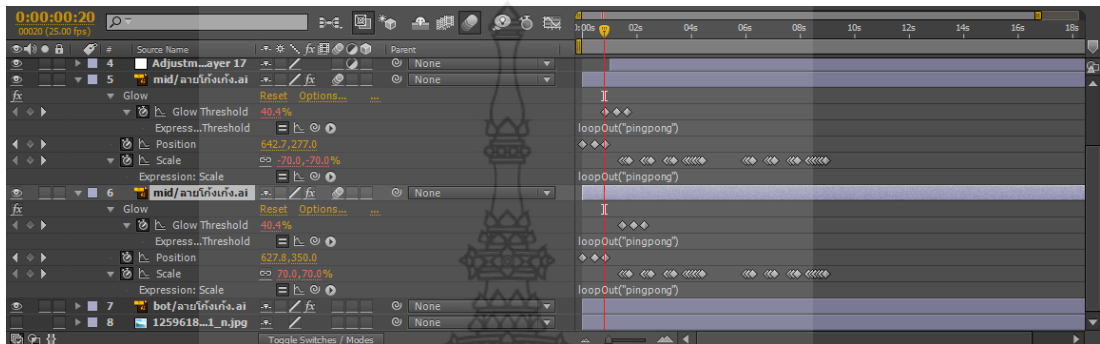 0:00:00:20
00020 (25.00 fps)
):00s 02s 04s 06s 08s 10s 12s 14s 16s 18s
# Source Name fx Parent
4 Adjustm...ayer 17 None
5 mid/ลายโก้งเก้ง.ai fx None
fx Glow Reset Options... ...
Glow Threshold 40.4%
Express...Threshold loopOut("pingpong")
Position 642.7,277.0
Scale -70.0,-70.0%
Expression: Scale loopOut("pingpong")
6 mid/ลายโก้งเก้ง.ai fx None
fx Glow Reset Options... ...
Glow Threshold 40.4%
Express...Threshold loopOut("pingpong")
Position 627.8,350.0
Scale 70.0,70.0%
Expression: Scale loopOut("pingpong")
7 bot/ลายโก้งเก้ง.ai fx None
8 1259618...1_n.jpg None
Toggle Switches / Modes